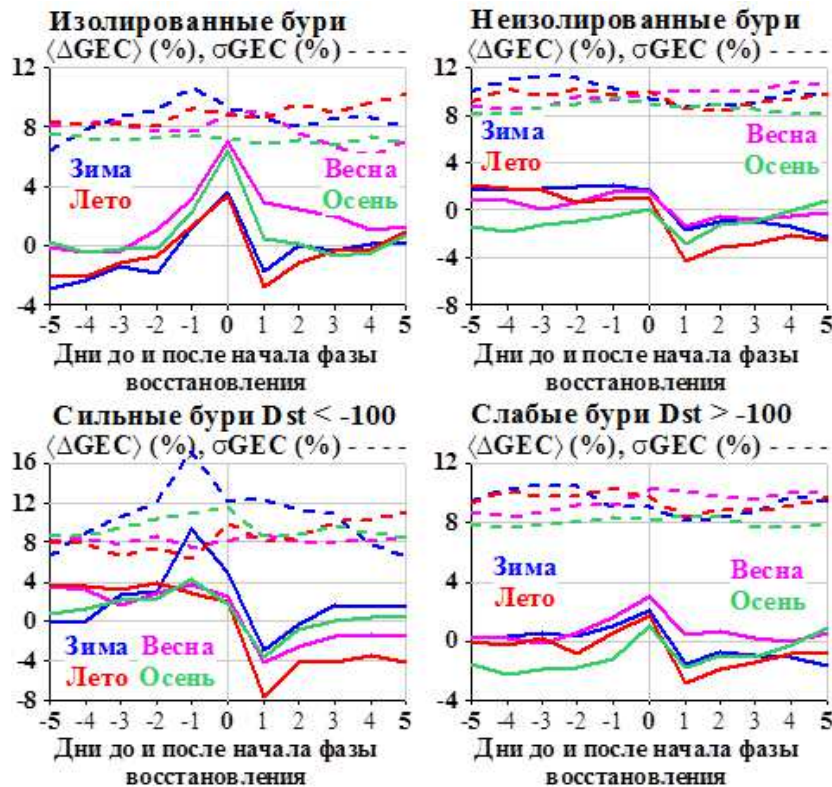 Изолированные бури
⟨ΔGEC⟩ (%), σGEC (%) - - - -
12
8
4
0
-4
Зима
Лето
Весна
Осень
-5 -4 -3 -2 -1 0 1 2 3 4 5
Дни до и после начала фазы
восстановления
Неизолированные бури
⟨ΔGEC⟩ (%), σGEC (%) - - - -
12
8
4
0
-4
-8
Зима
Лето
Весна
Осень
-5 -4 -3 -2 -1 0 1 2 3 4 5
Дни до и после начала фазы
восстановления
Сильные бури Dst < -100
⟨ΔGEC⟩ (%), σGEC (%) - - - -
16
12
8
4
0
-4
-8
Зима Весна
Лето Осень
-5 -4 -3 -2 -1 0 1 2 3 4 5
Дни до и после начала фазы
восстановления
Слабые бури Dst > -100
⟨ΔGEC⟩ (%), σGEC (%) - - - -
12
8
4
0
-4
Зима
Лето
Весна
Осень
-5 -4 -3 -2 -1 0 1 2 3 4 5
Дни до и после начала фазы
восстановления